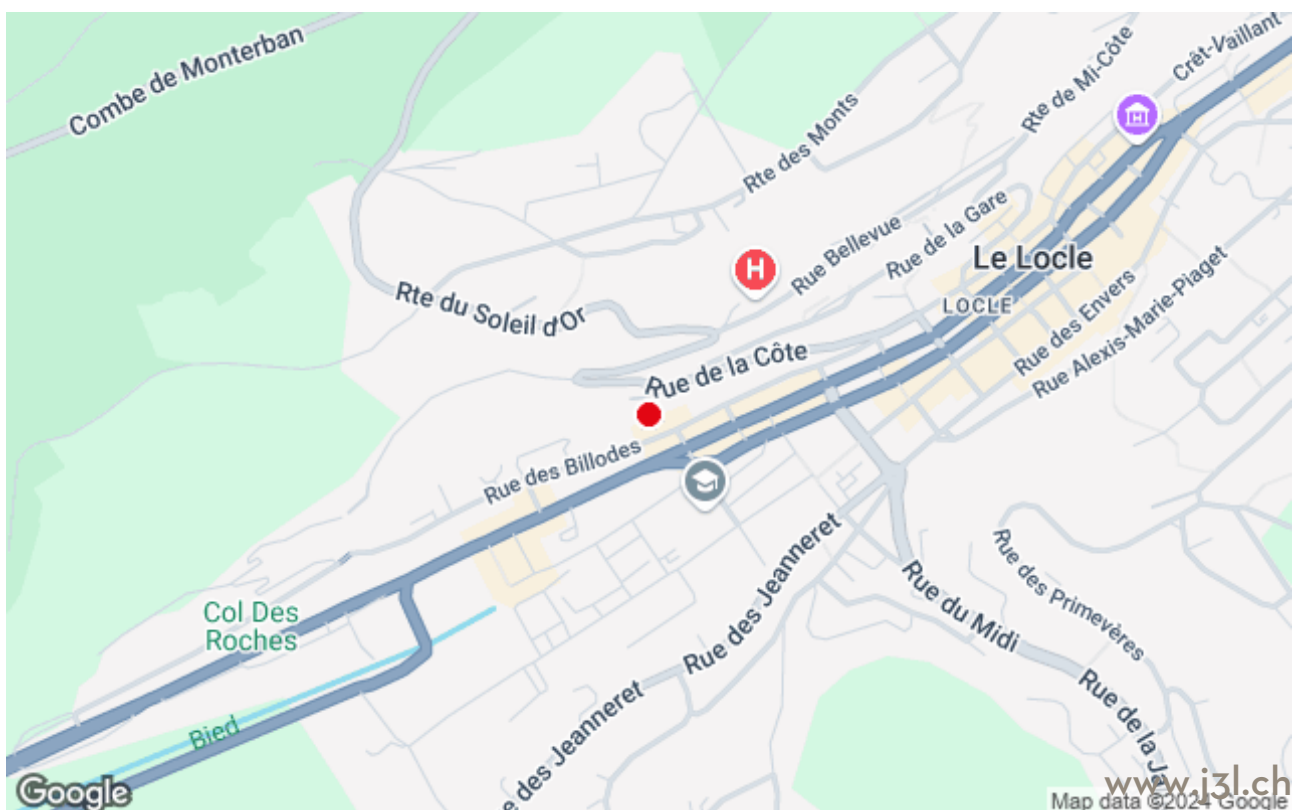 Combe de Monterban
Crêt-Vaillant
Rte de Mi-Côte
Rte des Monts
H
Rue Bellevue
Rue de la Gare
Le Locle
LOCLE
Rte du Soleil d'Or
Rue de la Côte
Rue des Envers
Rue Alexis-Marie-Piaget
Rue des Billodes
Rue des Jeanneret
Rue des Primevères
Rue du Midi
Col Des
Roches
Rue de la Ja
e des Jeanneret
Bied
Google
www.j3l.ch
Map data ©2024 Google